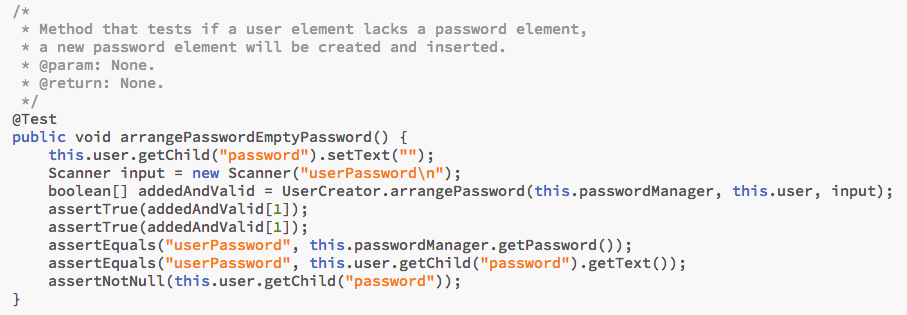 /*
 * Method that tests if a user element lacks a password element,
 * a new password element will be created and inserted.
 * @param: None.
 * @return: None.
 */
@Test
public void arrangePasswordEmptyPassword() {
    this.user.getChild("password").setText("");
    Scanner input = new Scanner("userPassword\n");
    boolean[] addedAndValid = UserCreator.arrangePassword(this.passwordManager, this.user, input);
    assertTrue(addedAndValid[1]);
    assertTrue(addedAndValid[1]);
    assertEquals("userPassword", this.passwordManager.getPassword());
    assertEquals("userPassword", this.user.getChild("password").getText());
    assertNotNull(this.user.getChild("password"));
}